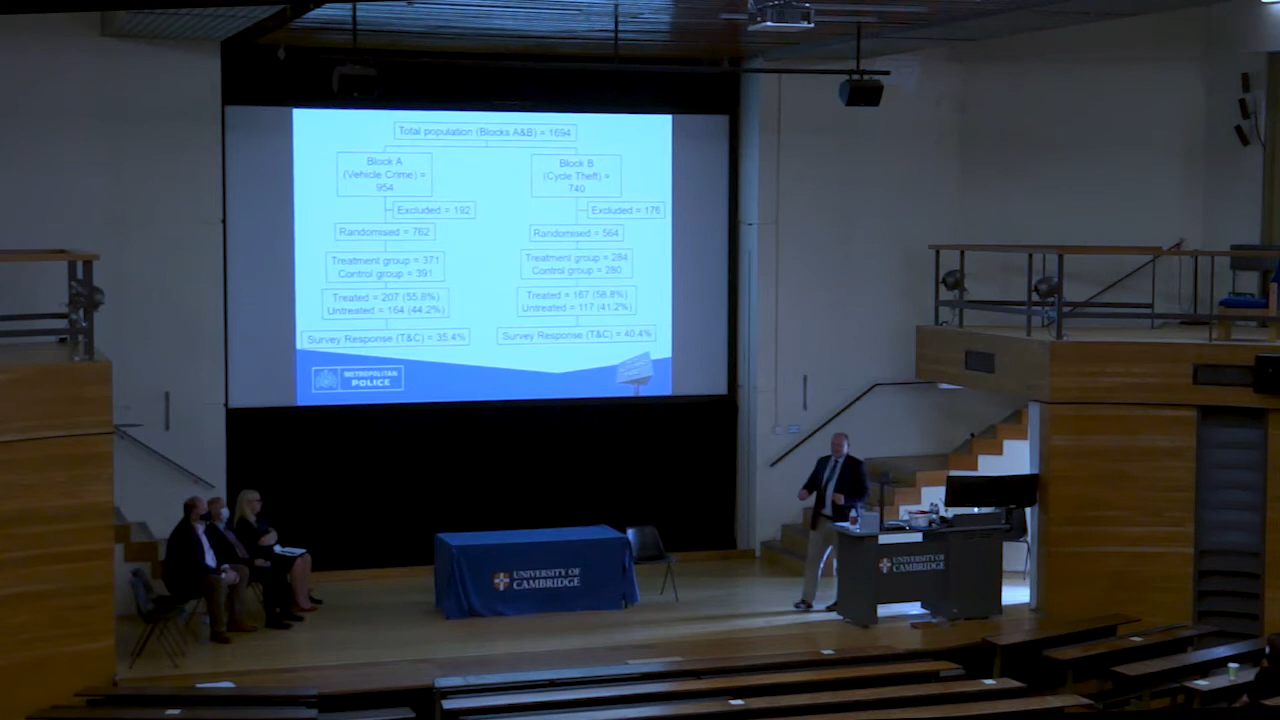 Total population (Blocks A&B) = 1694
Block A
(Vehicle Crime) =
954
Block B
(Cycle Theft) =
740
Excluded = 192
Excluded = 176
Randomised = 762
Randomised = 564
Treatment group = 371
Control group = 391
Treatment group = 284
Control group = 280
Treated = 207 (55.8%)
Untreated = 164 (44.2%)
Treated = 167 (58.8%)
Untreated = 117 (41.2%)
Survey Response (T&C) = 35.4%
Survey Response (T&C) = 40.4%
METROPOLITAN
POLICE
UNIVERSITY OF
CAMBRIDGE
UNIVERSITY OF
CAMBRIDGE